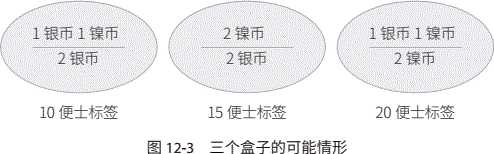 1 银币 1 镍币 2 镍币 1 银币 1 镍币
2 银币 2 银币 2 镍币
10 便士标签 15 便士标签 20 便士标签
图 12-3 三个盒子的可能情形